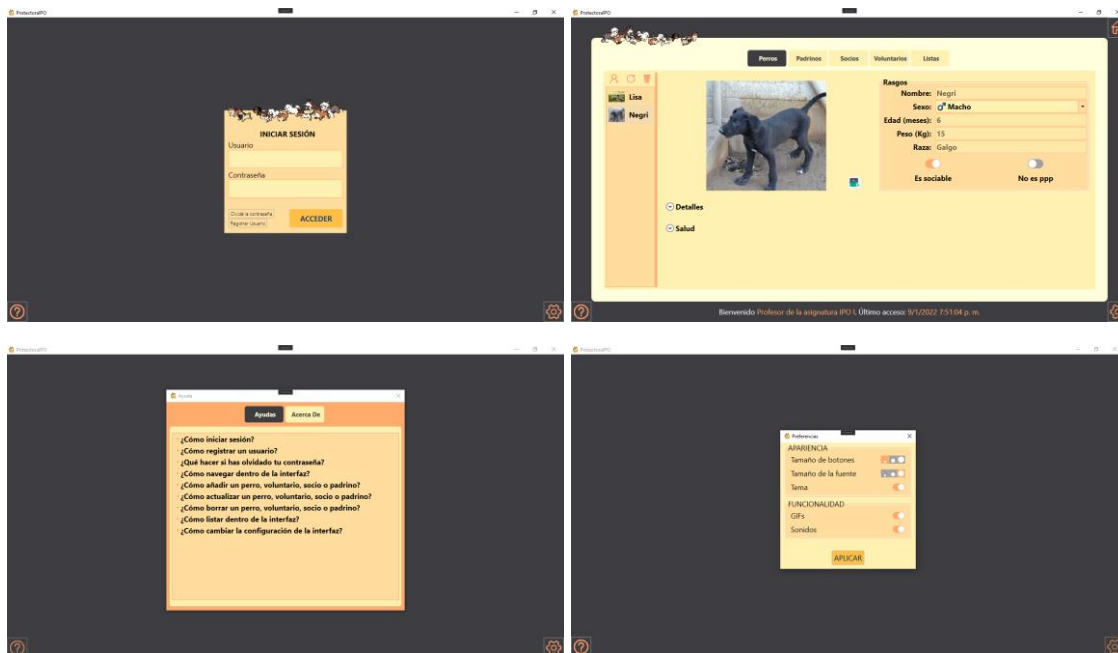 ProtectoraIPO
INICIAR SESIÓN
Usuario
Contraseña
Olvidé la contraseña
Registrar Usuario
ACCEDER
ProtectoraIPO
Perros
Padrinos
Socios
Voluntarios
Listas
Lisa
Negri
Rasgos
Nombre: Negri
Sexo: Macho
Edad (meses): 6
Peso (Kg): 15
Raza: Galgo
Es sociable
No es ppp
Detalles
Salud
Bienvenido Profesor de la asignatura IPO I, Último acceso: 9/1/2022 7:51:04 p. m.
ProtectoraIPO
Ayuda
Ayudas
Acerca De
¿Cómo iniciar sesión?
¿Cómo registrar un usuario?
¿Qué hacer si has olvidado tu contraseña?
¿Cómo navegar dentro de la interfaz?
¿Cómo añadir un perro, voluntario, socio o padrino?
¿Cómo actualizar un perro, voluntario, socio o padrino?
¿Cómo borrar un perro, voluntario, socio o padrino?
¿Cómo listar dentro de la interfaz?
¿Cómo cambiar la configuración de la interfaz?
ProtectoraIPO
Preferencias
APARIENCIA
Tamaño de botones
Tamaño de la fuente
Tema
FUNCIONALIDAD
GIFs
Sonidos
APLICAR